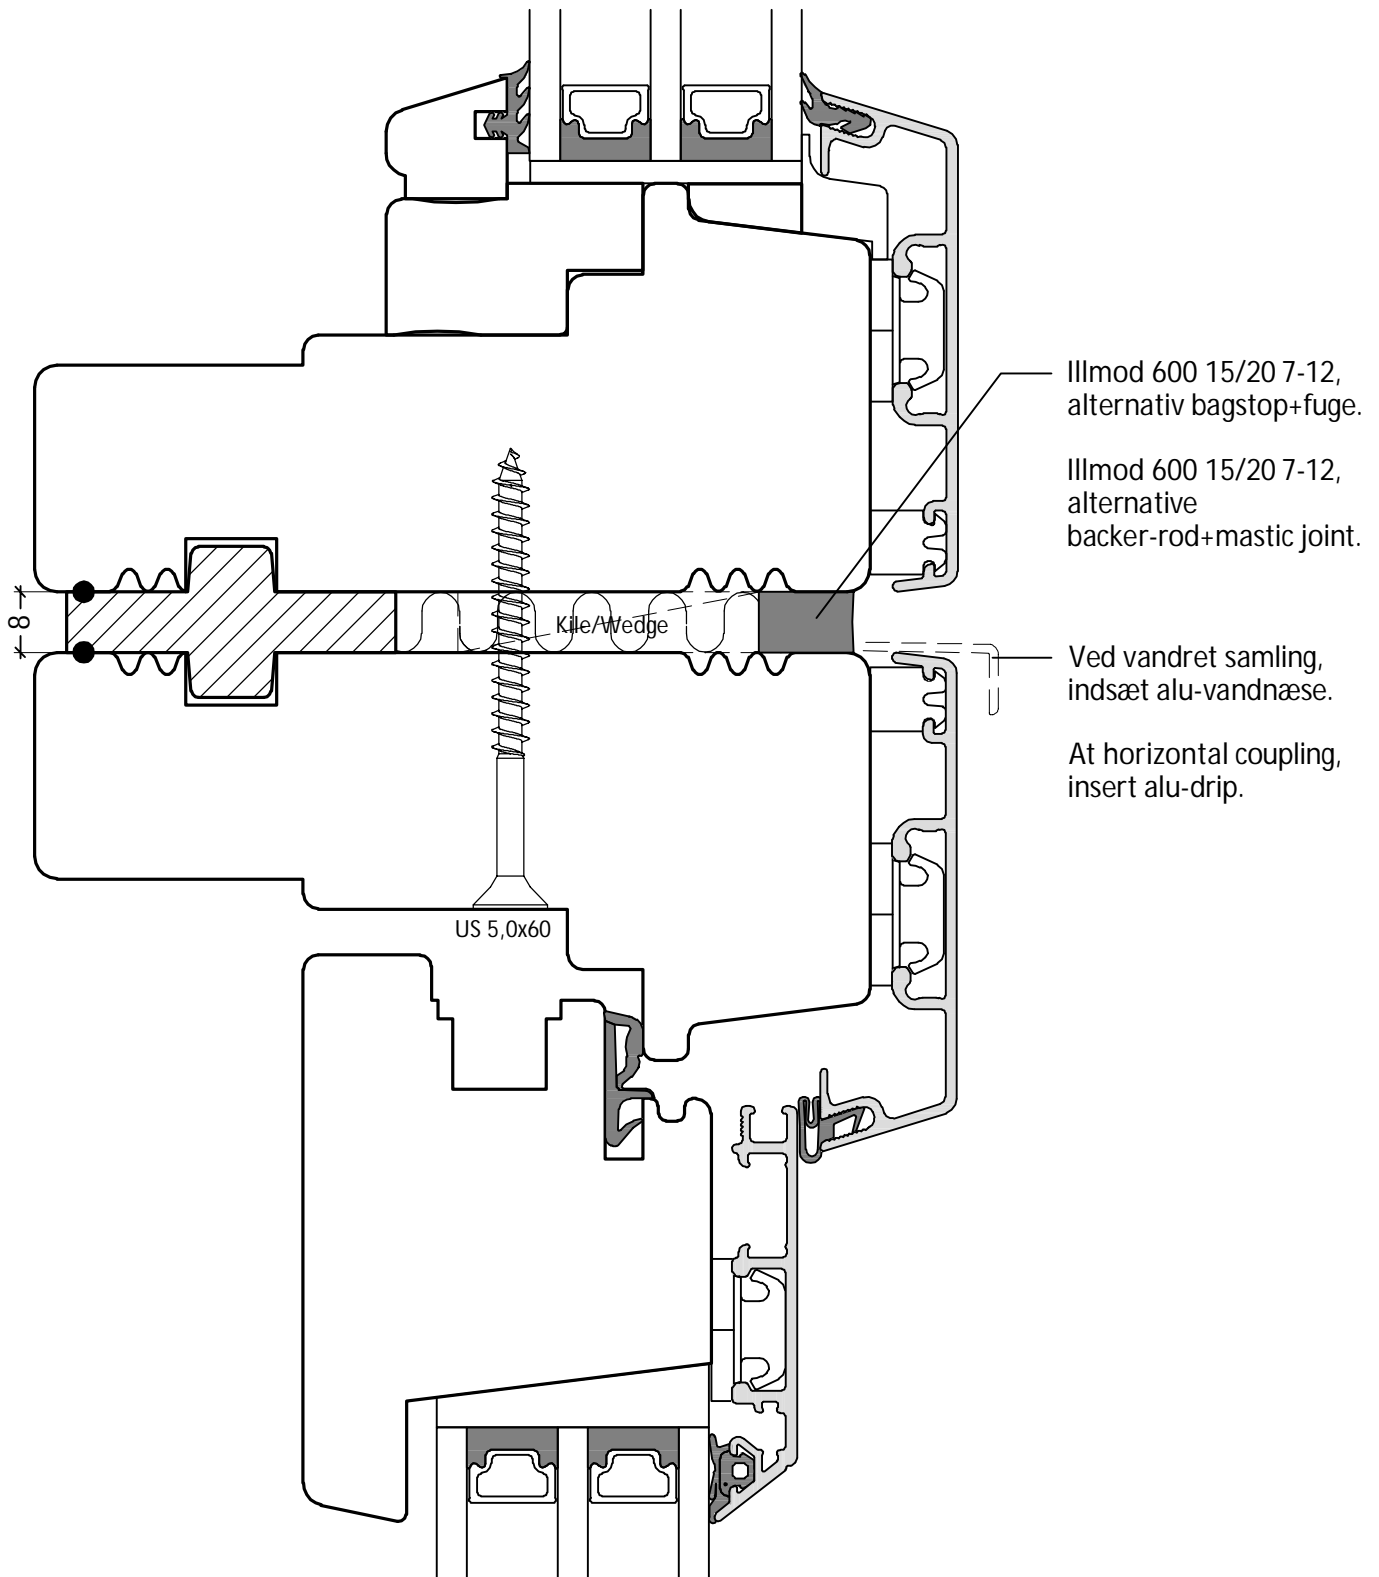 Illmod 600 15/20 7-12,
alternativ bagstop+fuge.
Illmod 600 15/20 7-12,
alternative
backer-rod+mastic joint.
8
Kile/Wedge
Ved vandret samling,
indsæt alu-vandnæse.
At horizontal coupling,
insert alu-drip.
US 5,0x60